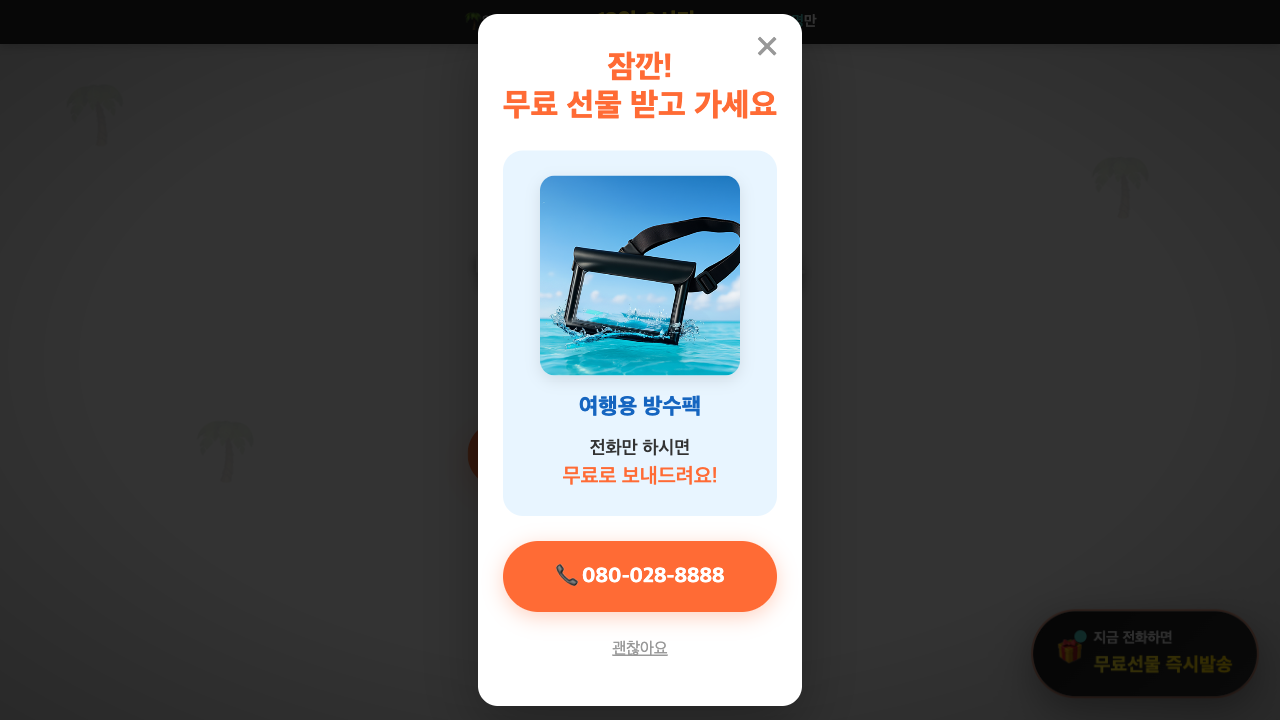 잠깐!
무료 선물 받고 가세요
여행용 방수팩
전화만 하시면
무료로 보내드려요!
080-028-8888
괜찮아요
지금 전화하면
무료선물 즉시발송